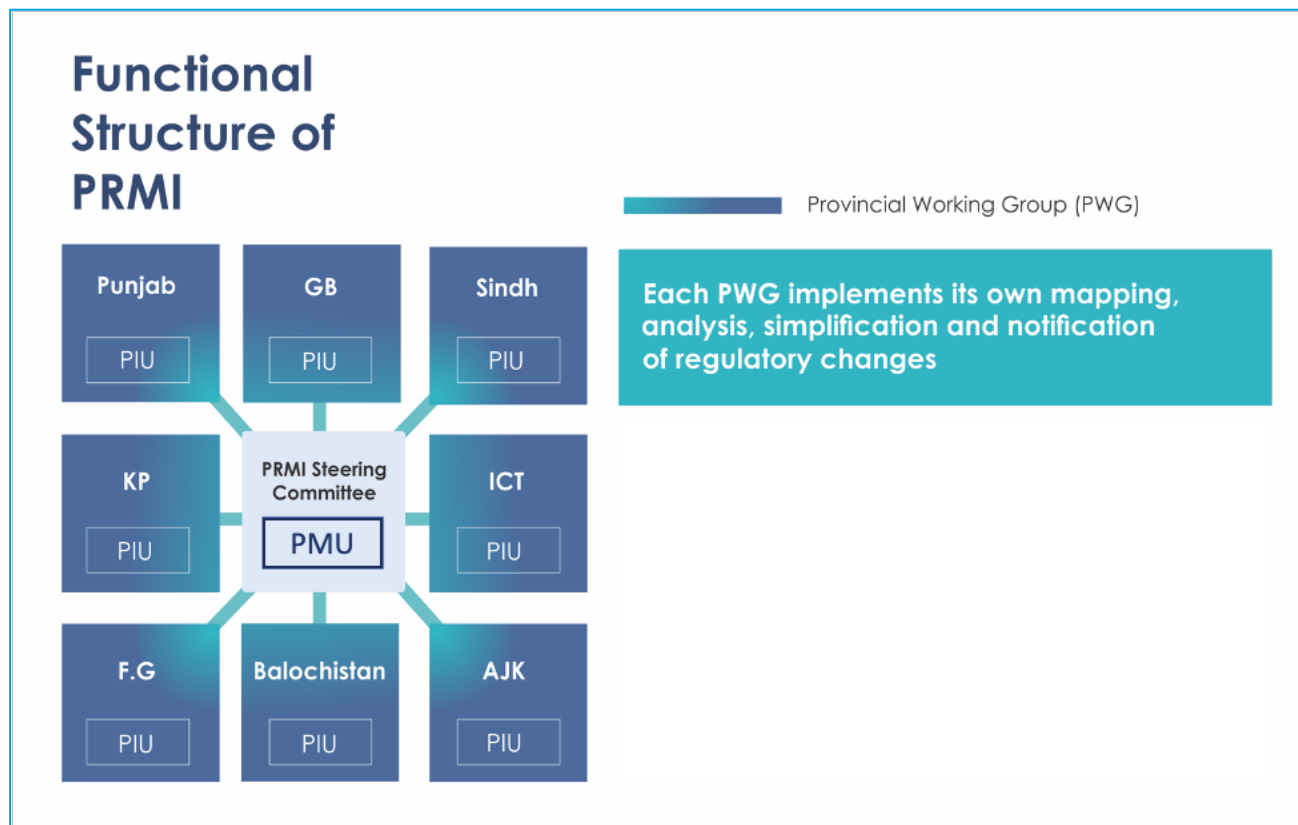 Functional
Structure of
PRMI
Provincial Working Group (PWG)
Each PWG implements its own mapping,
analysis, simplification and notification
of regulatory changes
Punjab
PIU
GB
PIU
Sindh
PIU
KP
PIU
PRMI Steering
Committee
PMU
ICT
PIU
F.G
PIU
Balochistan
PIU
AJK
PIU